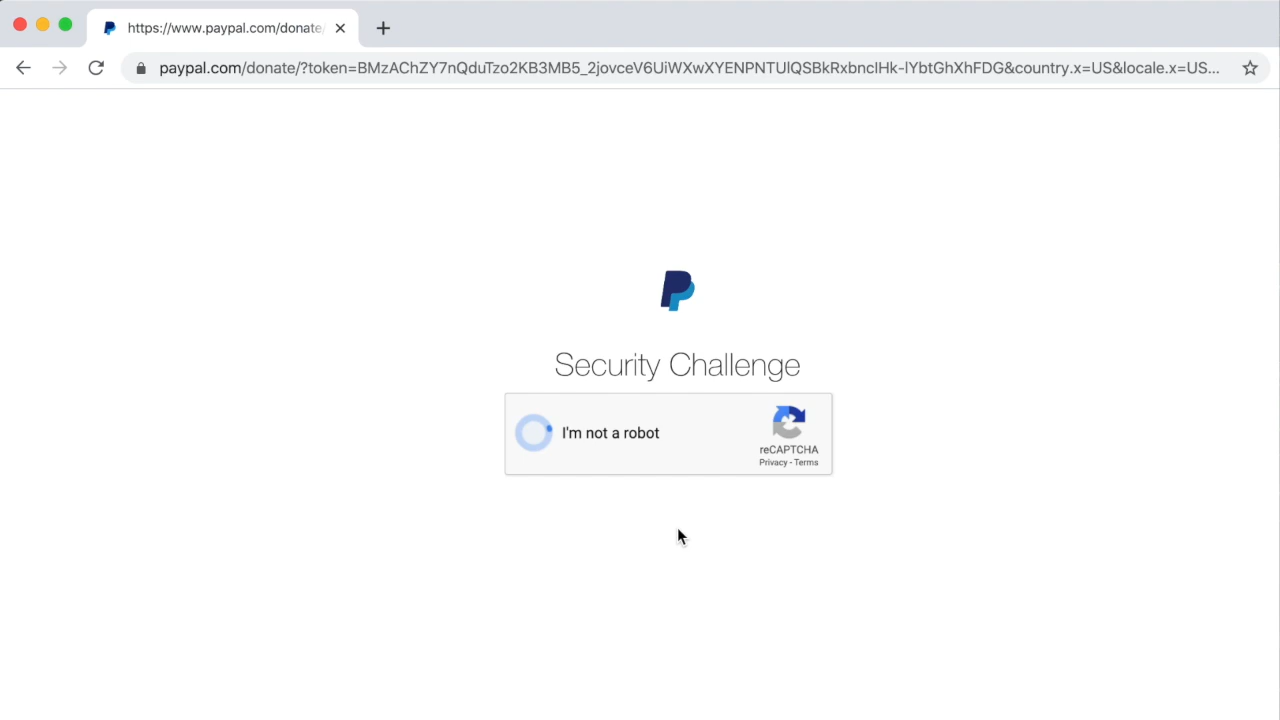 https://www.paypal.com/donate/
paypal.com/donate/?token=BMzAChZY7nQduTzo2KB3MB5_2jovceV6UiWXwXYENPNTUlQSBkRxbnclHk-lYbtGhXhFDG&country.x=US&locale.x=US...
Security Challenge
I'm not a robot
reCAPTCHA
Privacy - Terms